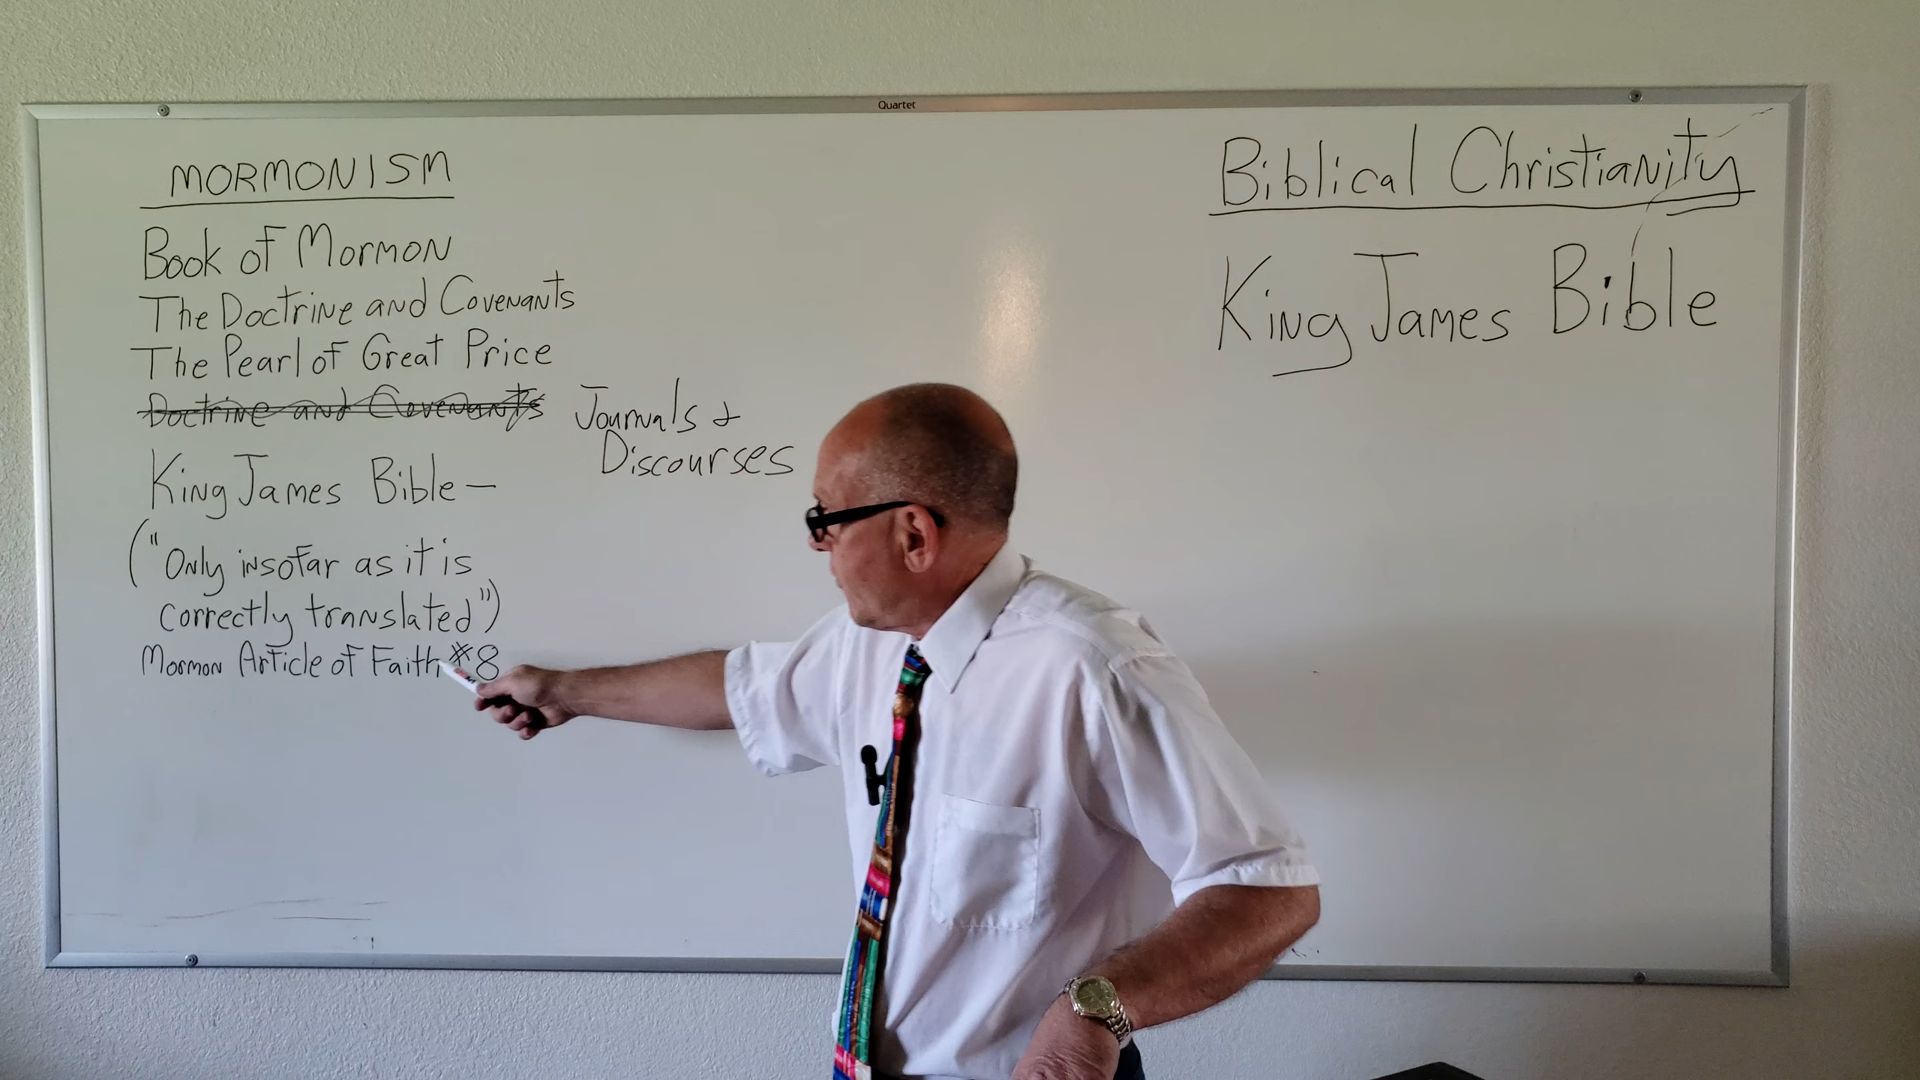 Quartet
MORMONISM
Book of Mormon
The Doctrine and Covenants
The Pearl of Great Price
Doctrine and Covenants
Journals +
Discourses
King James Bible –
("Only insofar as it is
correctly translated")
Mormon Article of Faith #8
Biblical Christianity
King James Bible